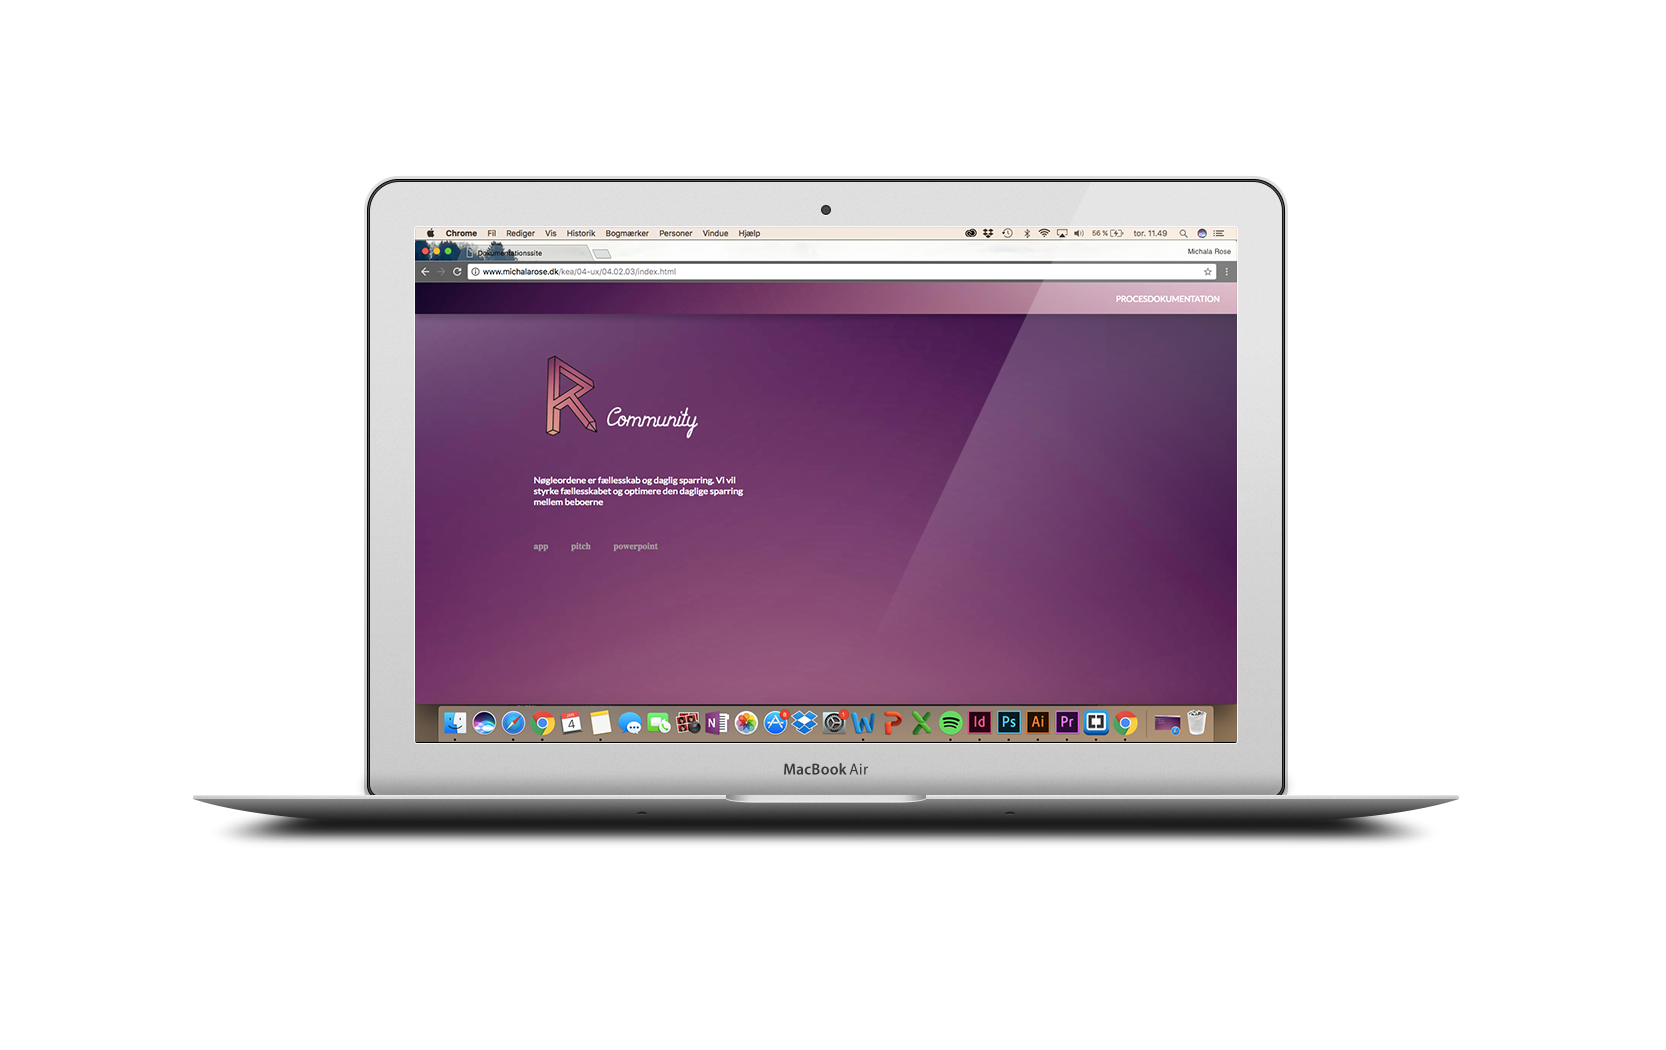 Chrome Fil Rediger Vis Historik Bogmærker Personer Vindue Hjælp 56 % tor. 11.49
Dokumentationssite Michala Rose
www.michalarose.dk/kea/04-ux/04.02.03/index.html
PROCESDOKUMENTATION
R Community
Nøgleordene er fællesskab og daglig sparring. Vi vil
styrke fællesskabet og optimere den daglige sparring
mellem beboerne
app pitch powerpoint
4 N 1 Id Ps Ai Pr
MacBook Air